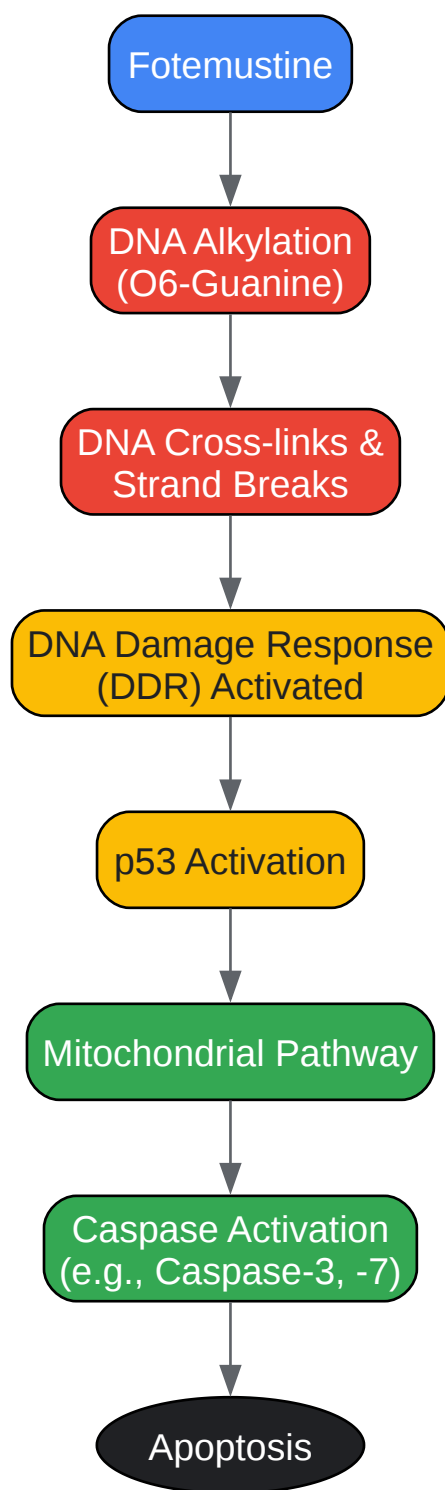 Fotemustine
DNA Alkylation
(O6-Guanine)
DNA Cross-links &
Strand Breaks
DNA Damage Response
(DDR) Activated
p53 Activation
Mitochondrial Pathway
Caspase Activation
(e.g., Caspase-3, -7)
Apoptosis